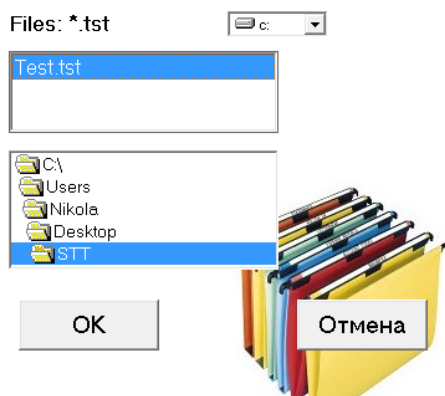 Files: *.tst
c:
Test.tst
C:\
Users
Nikola
Desktop
STT
OK
Отмена